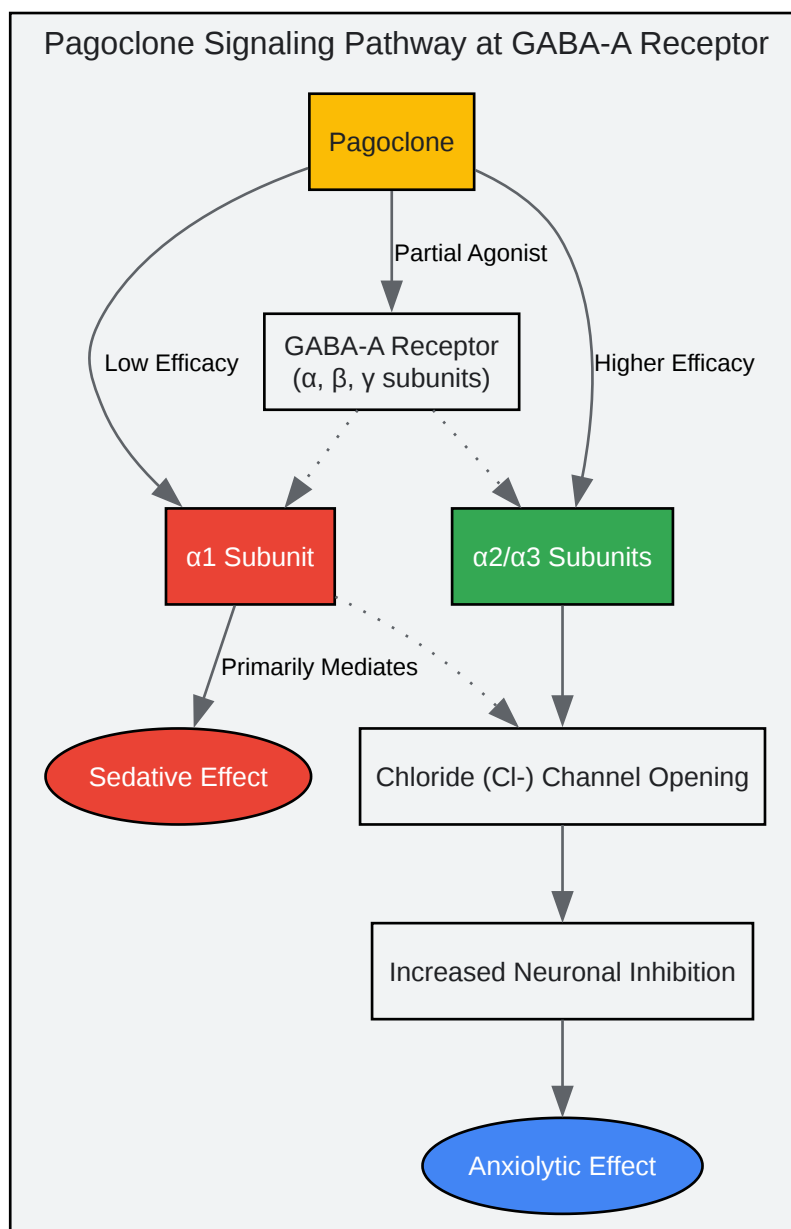 Pagoclone Signaling Pathway at GABA-A Receptor
Pagoclone
Partial Agonist
Low Efficacy
GABA-A Receptor
(α, β, γ subunits)
Higher Efficacy
α1 Subunit
α2/α3 Subunits
Primarily Mediates
Sedative Effect
Chloride (Cl-) Channel Opening
Increased Neuronal Inhibition
Anxiolytic Effect